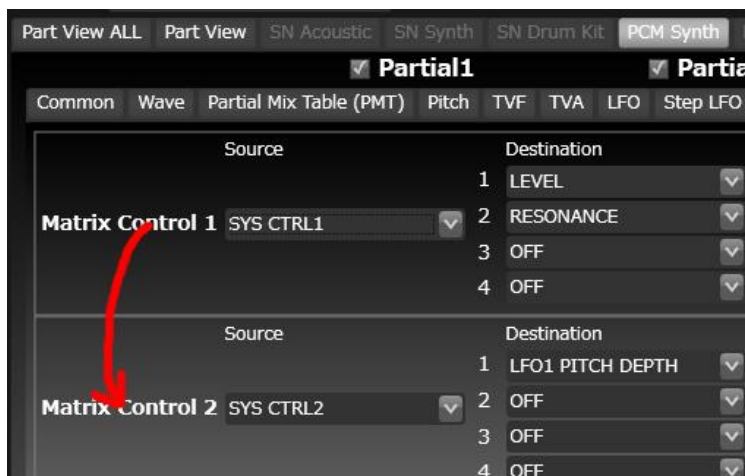 Part View ALL Part View SN Acoustic SN Synth SN Drum Kit PCM Synth
Partial1
Common Wave Partial Mix Table (PMT) Pitch TVF TVA LFO Step LFO
Source Destination
1 LEVEL
Matrix Control 1 SYS CTRL1 2 RESONANCE
3 OFF
4 OFF
Source Destination
1 LFO1 PITCH DEPTH
Matrix Control 2 SYS CTRL2 2 OFF
3 OFF
4 OFF